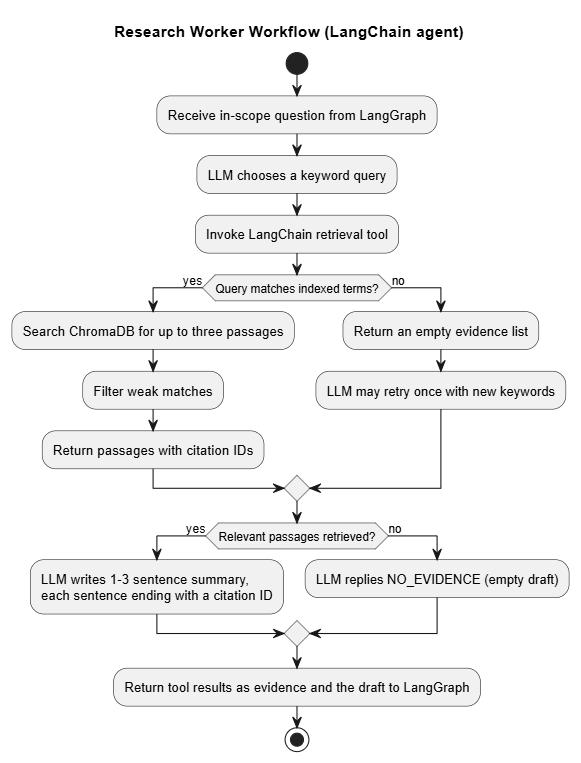 Research Worker Workflow (LangChain agent)
Receive in-scope question from LangGraph
LLM chooses a keyword query
Invoke LangChain retrieval tool
yes
Query matches indexed terms?
no
Search ChromaDB for up to three passages
Return an empty evidence list
Filter weak matches
LLM may retry once with new keywords
Return passages with citation IDs
yes
Relevant passages retrieved?
no
LLM writes 1-3 sentence summary,
each sentence ending with a citation ID
LLM replies NO_EVIDENCE (empty draft)
Return tool results as evidence and the draft to LangGraph